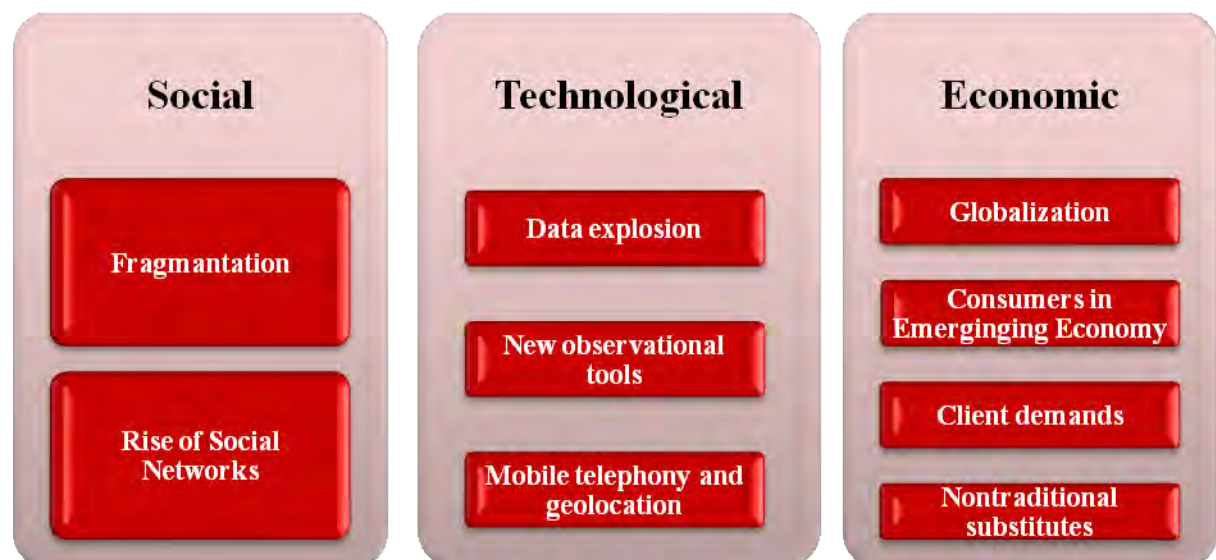 Social
Fragmantation
Rise of Social
Networks
Technological
Data explosion
New observational
tools
Mobile telephony and
geolocation
Economic
Globalization
Consumers in
Emerginging Economy
Client demands
Nontraditional
substitutes